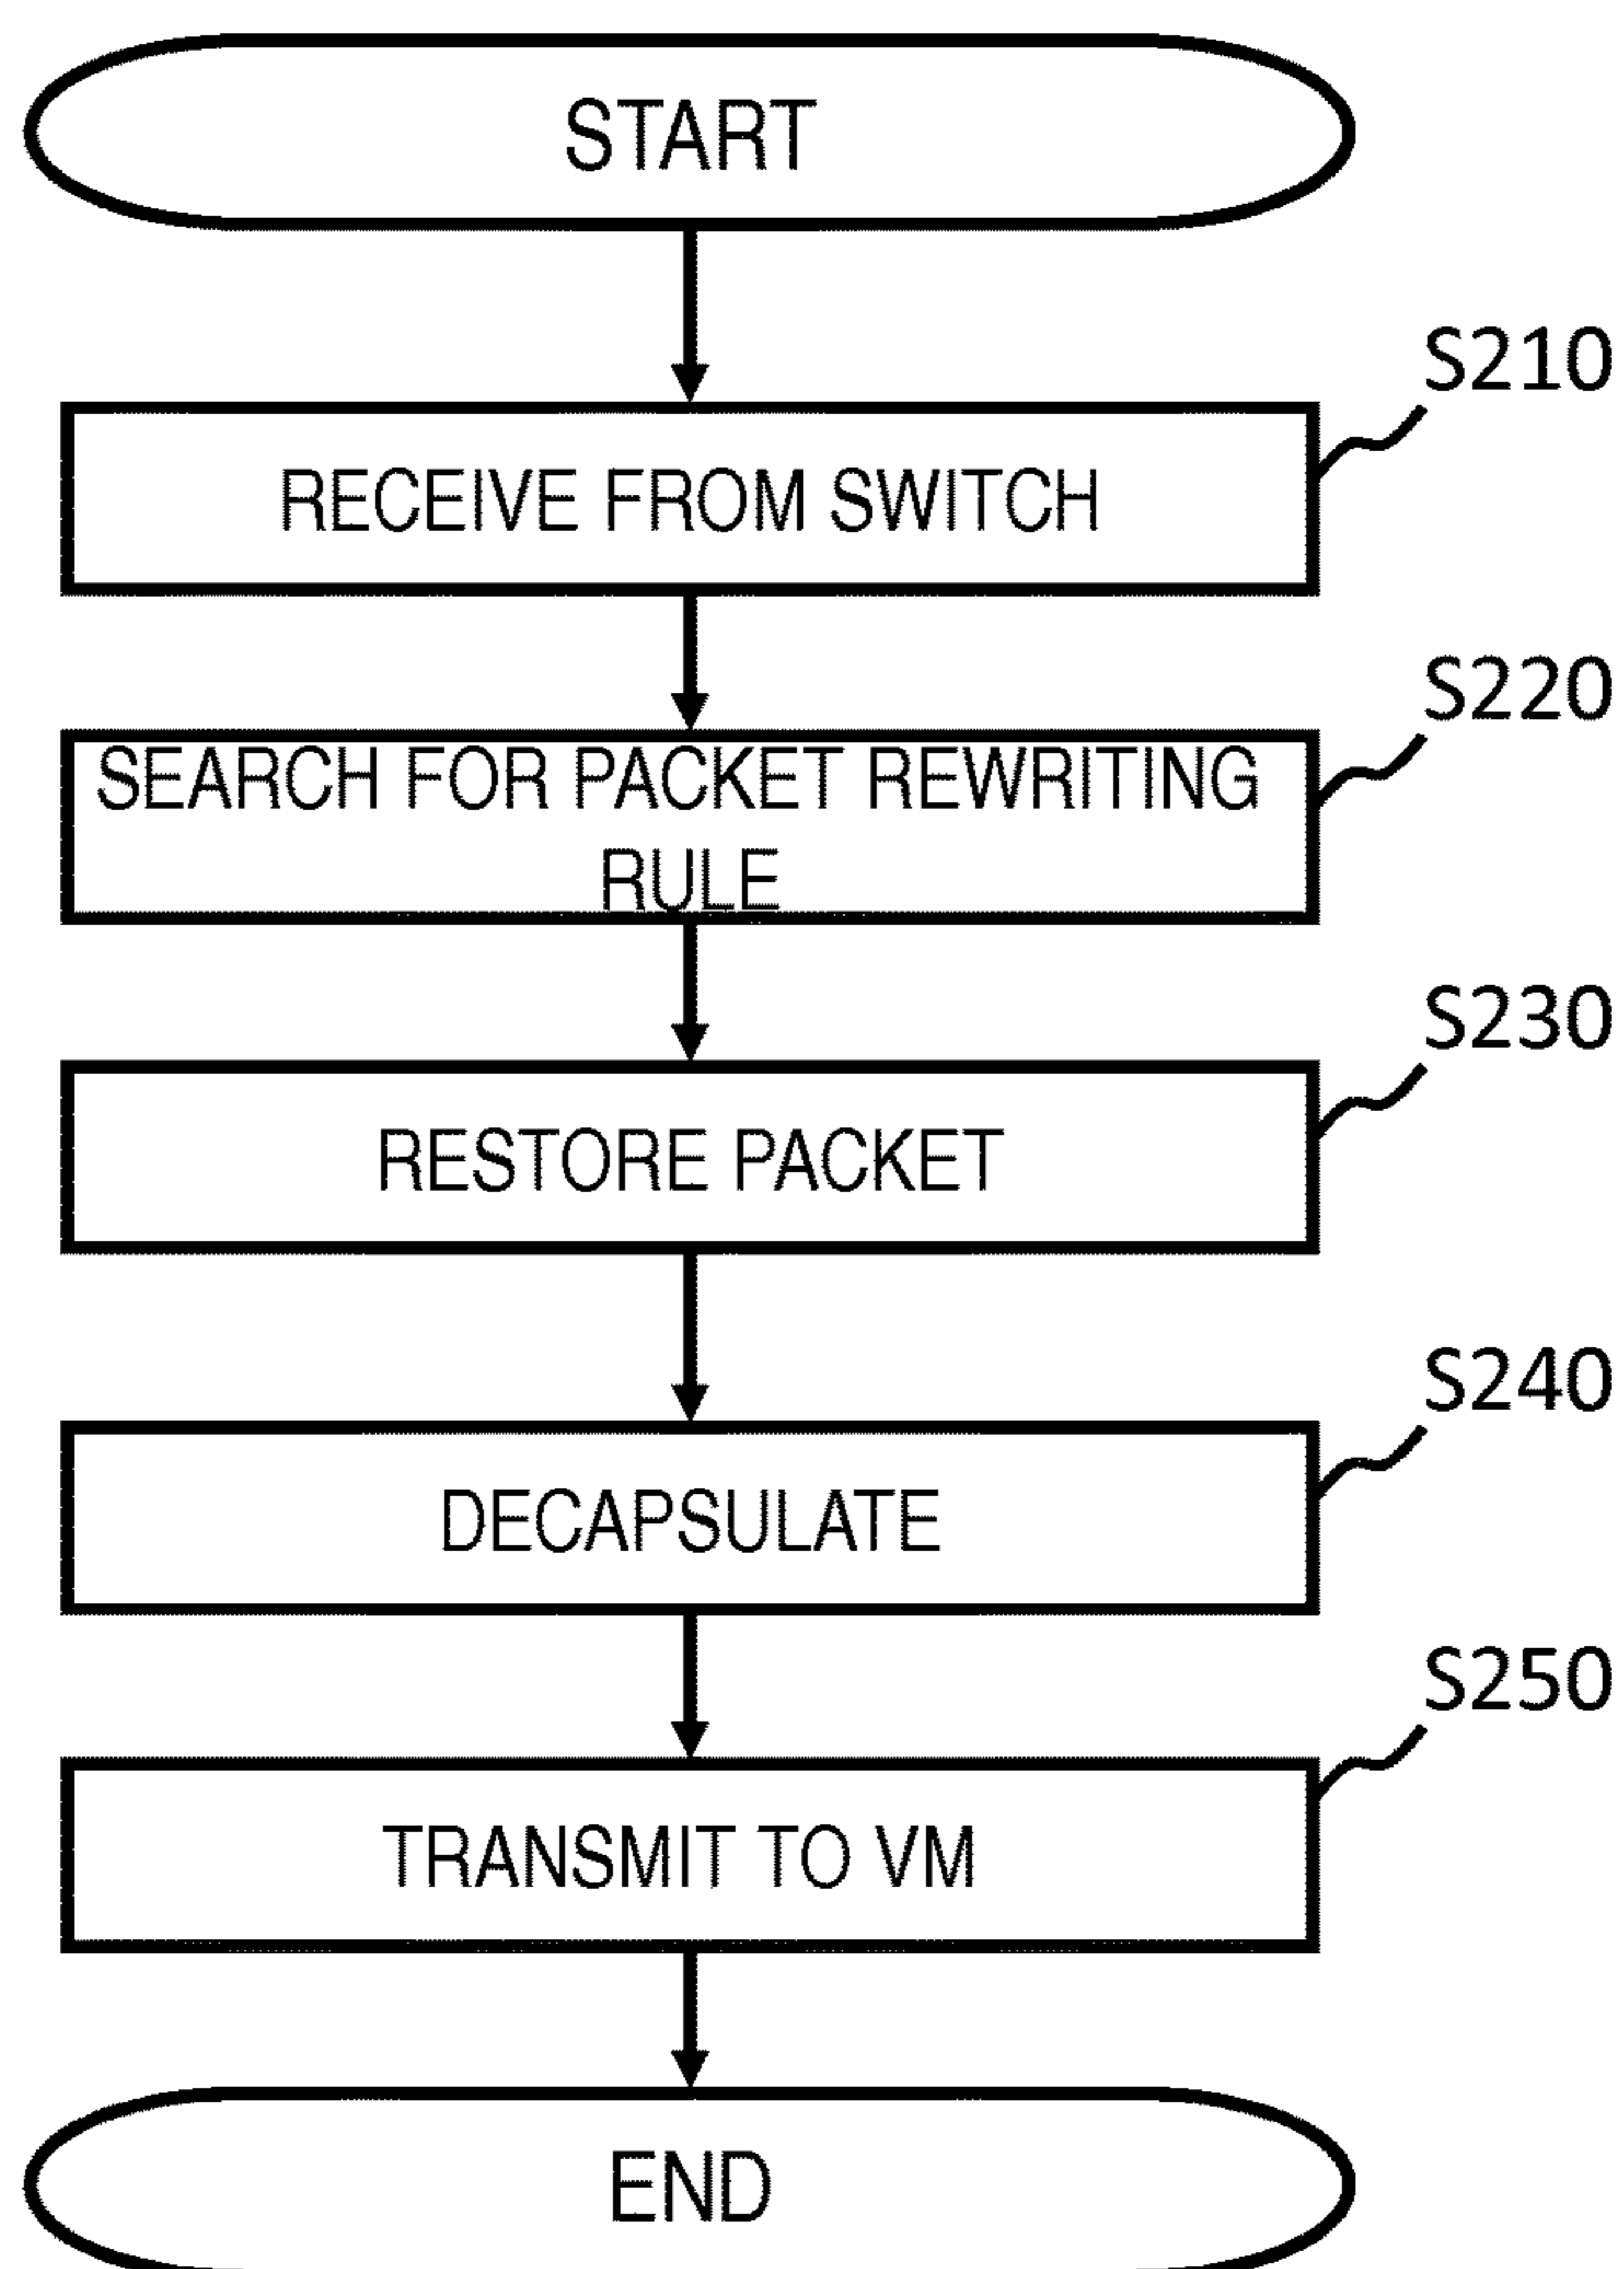 START
S210
RECEIVE FROM SWITCH
S220
SEARCH FOR PACKET REWRITING
RULE
S230
RESTORE PACKET
S240
DECAPSULATE
S250
TRANSMIT TO VM
END